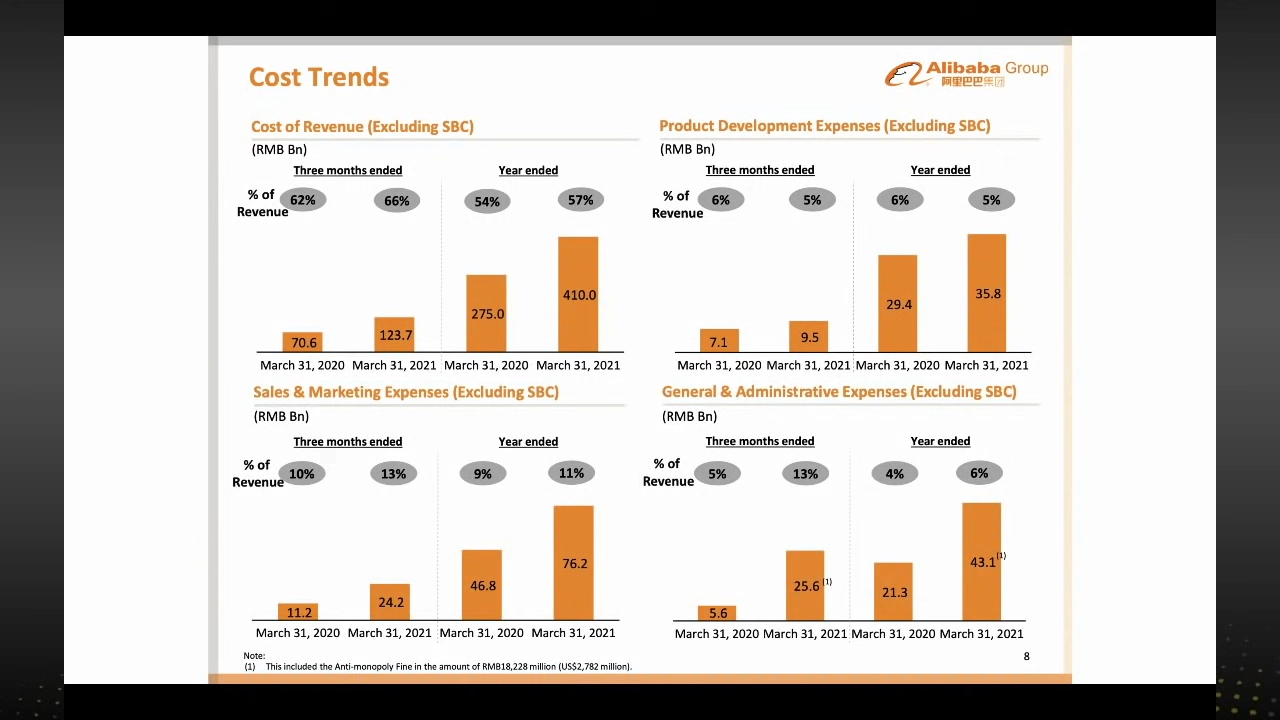 Cost Trends
Alibaba Group
阿里巴巴集团
Cost of Revenue (Excluding SBC)
(RMB Bn)
Three months ended
Year ended
% of Revenue
62%
66%
54%
57%
70.6
123.7
275.0
410.0
March 31, 2020
March 31, 2021
March 31, 2020
March 31, 2021
Product Development Expenses (Excluding SBC)
(RMB Bn)
Three months ended
Year ended
% of Revenue
6%
5%
6%
5%
7.1
9.5
29.4
35.8
March 31, 2020
March 31, 2021
March 31, 2020
March 31, 2021
Sales & Marketing Expenses (Excluding SBC)
(RMB Bn)
Three months ended
Year ended
% of Revenue
10%
13%
9%
11%
11.2
24.2
46.8
76.2
March 31, 2020
March 31, 2021
March 31, 2020
March 31, 2021
General & Administrative Expenses (Excluding SBC)
(RMB Bn)
Three months ended
Year ended
% of Revenue
5%
13%
4%
6%
5.6
25.6 (1)
21.3
43.1 (1)
March 31, 2020
March 31, 2021
March 31, 2020
March 31, 2021
Note:
(1) This included the Anti-monopoly Fine in the amount of RMB18,228 million (US$2,782 million).
8